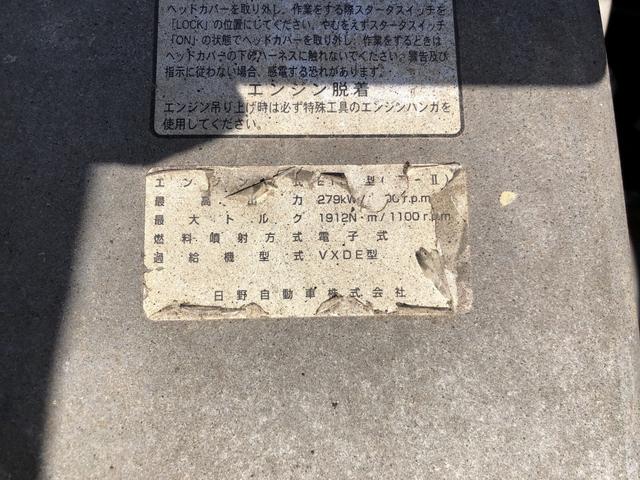 ヘッドカバーを取り外し、作業をする際スタータスイッチを
「LOCK」の位置にしてください。やむをえずスタータスイッチ
「ON」の状態でヘッドカバーを取り外し、作業をするときは
ヘッドカバーの下のハーネスに触れないでください。警告及び
指示に従わない場合、感電する恐れがあります。
エンジン脱着
エンジン吊り上げ時は必ず特殊工具のエンジンハンガを
使用してください。
エンジン 式 E1 型( -Ⅱ)
最高出力 279kW/ 00r.p.m
最大トルク 1912N・m/1100r.p.m
燃料噴射方式 電子式
過給機型式 VXDE型
日野自動車株式会社